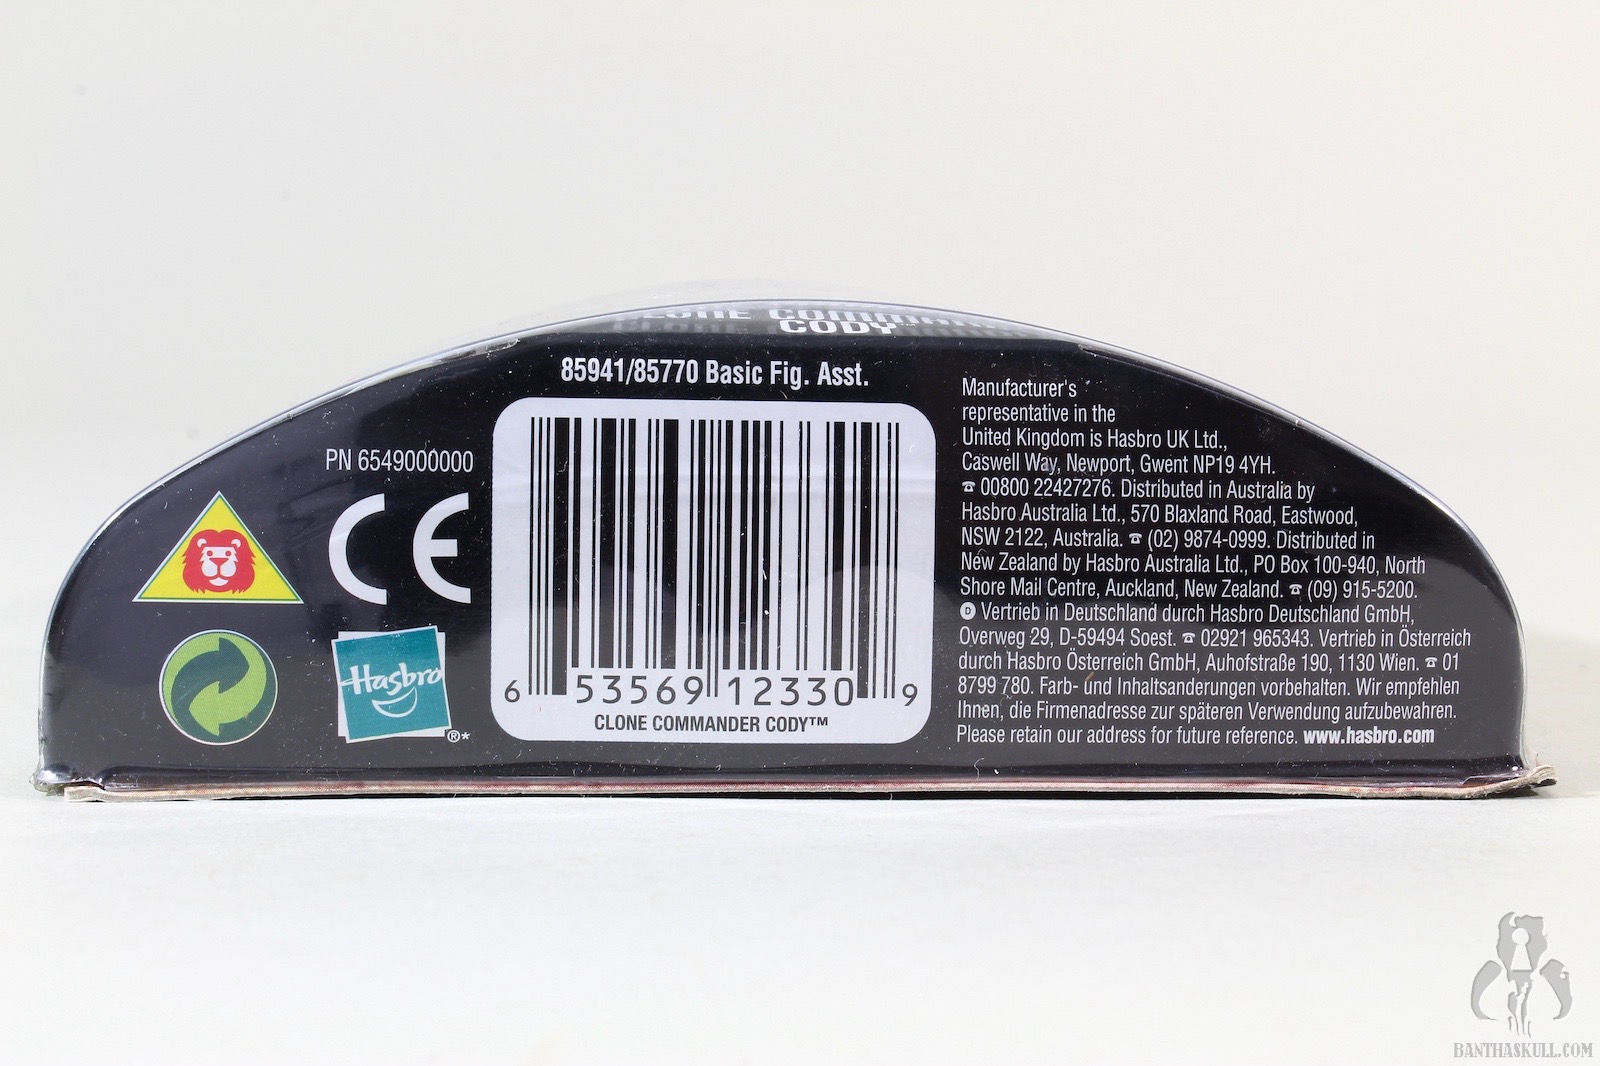 CLONE COMMANDER
CODY™
85941/85770 Basic Fig. Asst.
PN 6549000000
CE
Hasbro
®*
6 53569 12330 9
CLONE COMMANDER CODY™
Manufacturer's
representative in the
United Kingdom is Hasbro UK Ltd.,
Caswell Way, Newport, Gwent NP19 4YH.
☎ 00800 22427276. Distributed in Australia by
Hasbro Australia Ltd., 570 Blaxland Road, Eastwood,
NSW 2122, Australia. ☎ (02) 9874-0999. Distributed in
New Zealand by Hasbro Australia Ltd., PO Box 100-940, North
Shore Mail Centre, Auckland, New Zealand. ☎ (09) 915-5200.
D Vertrieb in Deutschland durch Hasbro Deutschland GmbH,
Overweg 29, D-59494 Soest. ☎ 02921 965343. Vertrieb in Österreich
durch Hasbro Österreich GmbH, Auhofstraße 190, 1130 Wien. ☎ 01
8799 780. Farb- und Inhaltsanderungen vorbehalten. Wir empfehlen
Ihnen, die Firmenadresse zur späteren Verwendung aufzubewahren.
Please retain our address for future reference. www.hasbro.com
BANTHASKULL.COM